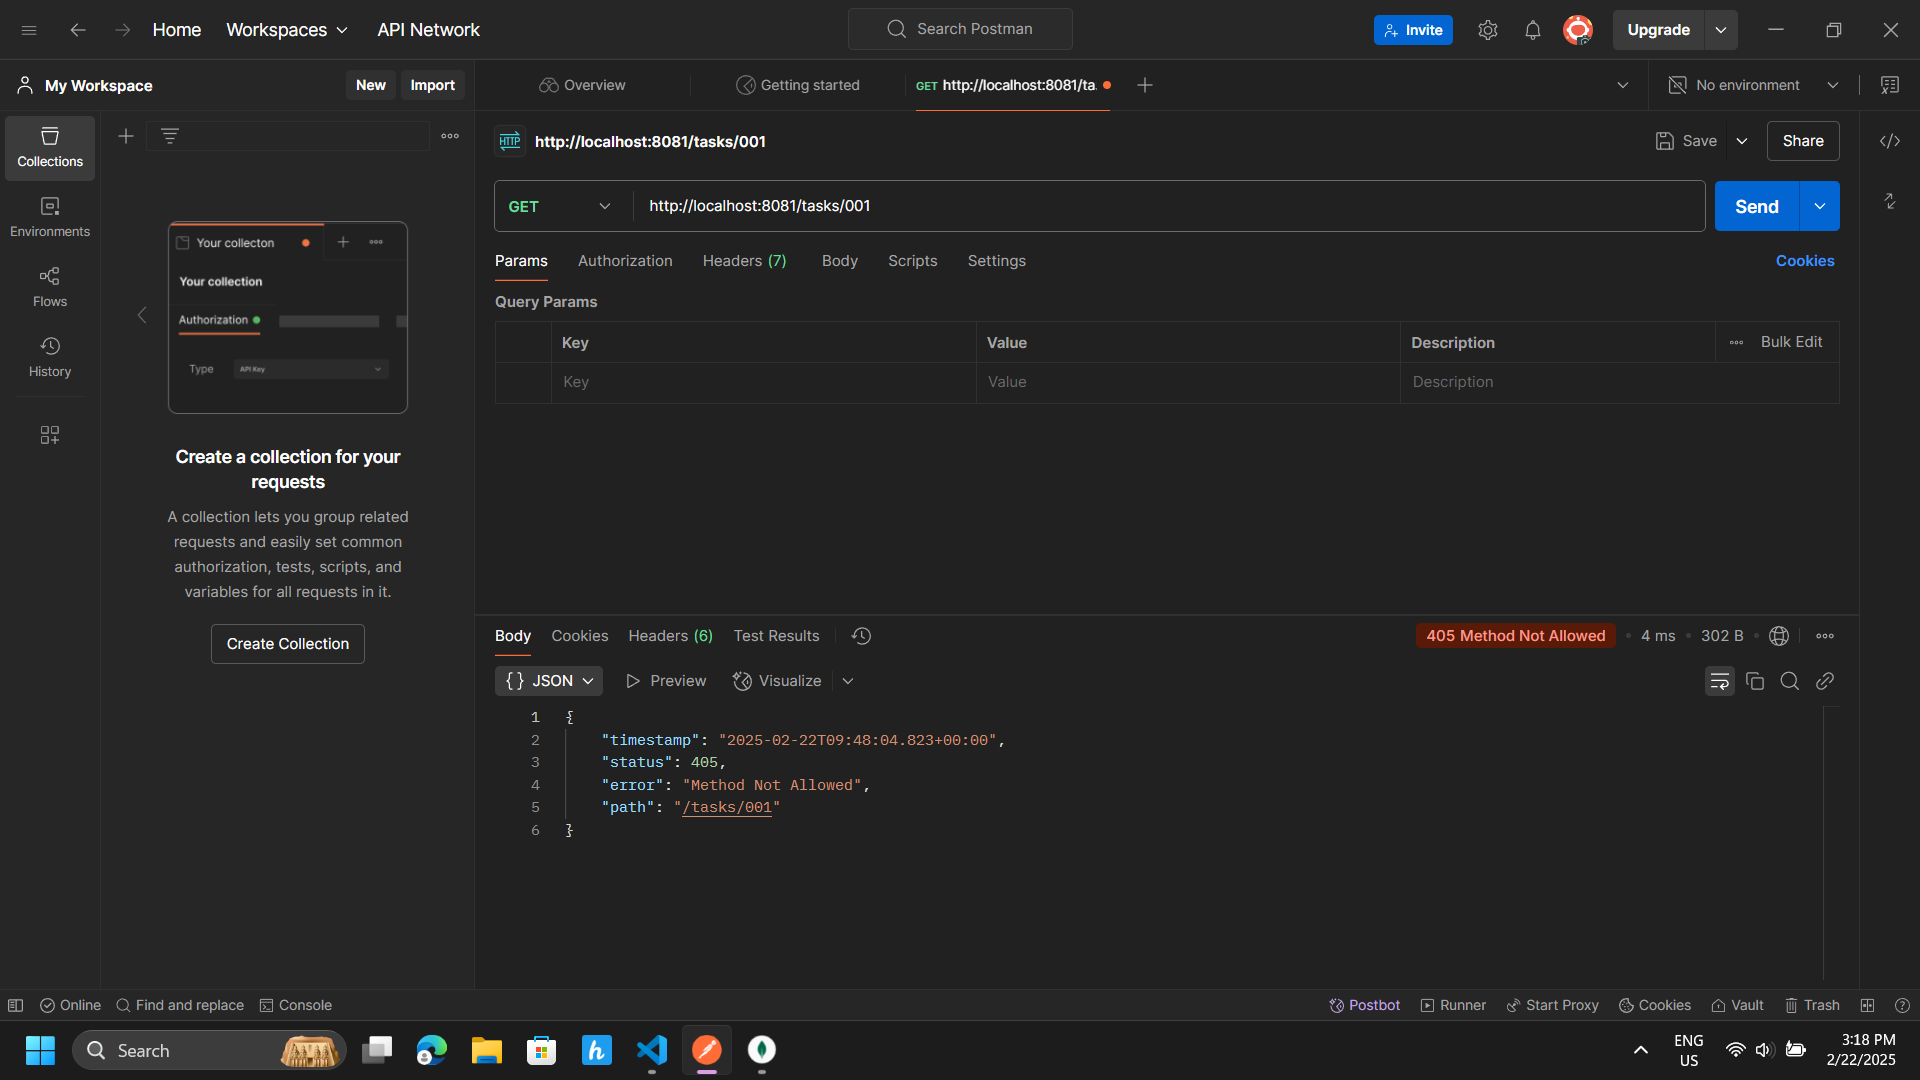 Home
Workspaces
API Network
Search Postman
Invite
Upgrade
My Workspace
New
Import
Overview
Getting started
GET http://localhost:8081/ta
No environment
Collections
Environments
Flows
History
Your collecton
Your collection
Authorization
Type
API Key
Create a collection for your
requests
A collection lets you group related
requests and easily set common
authorization, tests, scripts, and
variables for all requests in it.
Create Collection
HTTP
http://localhost:8081/tasks/001
Save
Share
GET
http://localhost:8081/tasks/001
Send
Params
Authorization
Headers (7)
Body
Scripts
Settings
Cookies
Query Params
Key
Value
Description
Bulk Edit
Key
Value
Description
Body
Cookies
Headers (6)
Test Results
405 Method Not Allowed
4 ms
302 B
{} JSON
Preview
Visualize
1 {
2 "timestamp": "2025-02-22T09:48:04.823+00:00",
3 "status": 405,
4 "error": "Method Not Allowed",
5 "path": "/tasks/001"
6 }
Online
Find and replace
Console
Postbot
Runner
Start Proxy
Cookies
Vault
Trash
Search
h
ENG
US
3:18 PM
2/22/2025